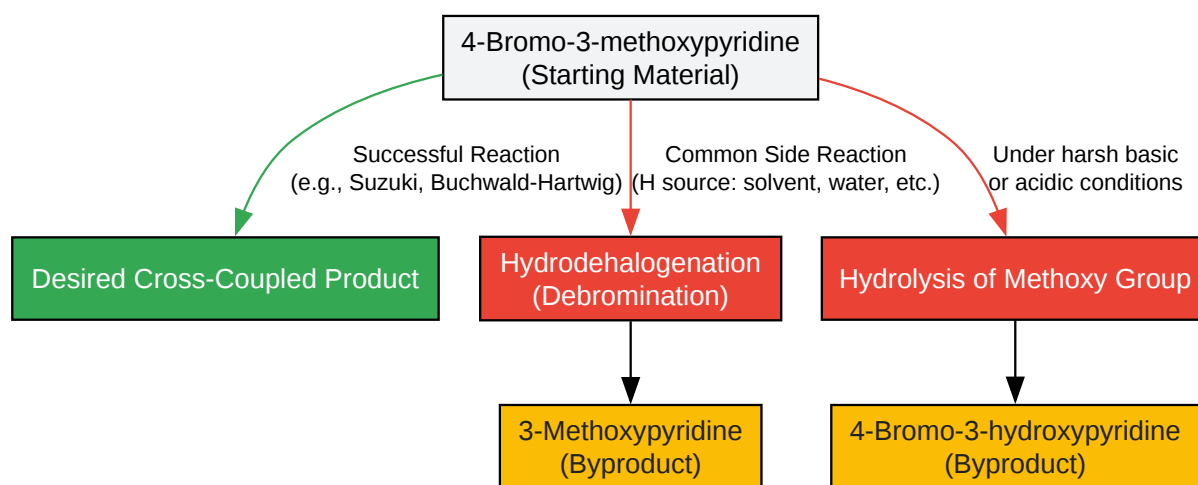 4-Bromo-3-methoxypyridine
(Starting Material)
Successful Reaction
(e.g., Suzuki, Buchwald-Hartwig)
Common Side Reaction
(H source: solvent, water, etc.)
Under harsh basic
or acidic conditions
Desired Cross-Coupled Product
Hydrodehalogenation
(Debromination)
Hydrolysis of Methoxy Group
3-Methoxypyridine
(Byproduct)
4-Bromo-3-hydroxypyridine
(Byproduct)